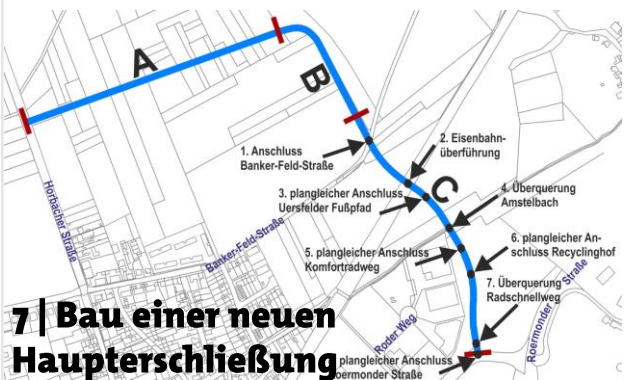 A
B
1. Anschluss
Banker-Feld-Straße
2. Eisenbahn-
überführung
3. plangleicher Anschluss
Uersfelder Fußpfad
C
4. Überquerung
Amstelbach
5. plangleicher Anschluss
Komfortradweg
6. plangleicher An-
schluss Recyclinghof
7. Überquerung
Radschnellweg
Horbacher Straße
Banker-Feld-Straße
Roder Weg
Roermonder Straße
plangleicher Anschluss
oermonder Straße
7 | Bau einer neuen
Haupterschließung